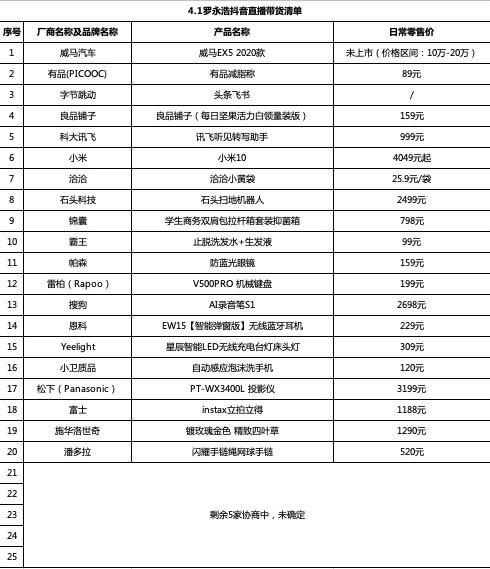 4.1罗永浩抖音直播带货清单
序号 厂商名称及品牌名称 产品名称 日常零售价
1 威马汽车 威马EX5 2020款 未上市（价格区间：10万-20万）
2 有品(PICOOC) 有品减脂称 89元
3 字节跳动 头条飞书 /
4 良品铺子 良品铺子（每日坚果活力白领量装版） 159元
5 科大讯飞 讯飞听见转写助手 999元
6 小米 小米10 4049元起
7 洽洽 洽洽小黄袋 25.9元/袋
8 石头科技 石头扫地机器人 2499元
9 锦囊 学生商务双肩包拉杆箱套装抑菌箱 798元
10 霸王 止脱洗发水+生发液 99元
11 帕森 防蓝光眼镜 159元
12 雷柏（Rapoo） V500PRO 机械键盘 199元
13 搜狗 AI录音笔S1 2698元
14 恩科 EW15【智能弹窗版】无线蓝牙耳机 229元
15 Yeelight 星辰智能LED无线充电台灯床头灯 309元
16 小卫质品 自动感应泡沫洗手机 120元
17 松下（Panasonic） PT-WX3400L 投影仪 3199元
18 富士 instax立拍立得 1188元
19 施华洛世奇 镀玫瑰金色 精致四叶草 1290元
20 潘多拉 闪耀手链绳网球手链 520元
21
22
23 剩余5家协商中，未确定
24
25